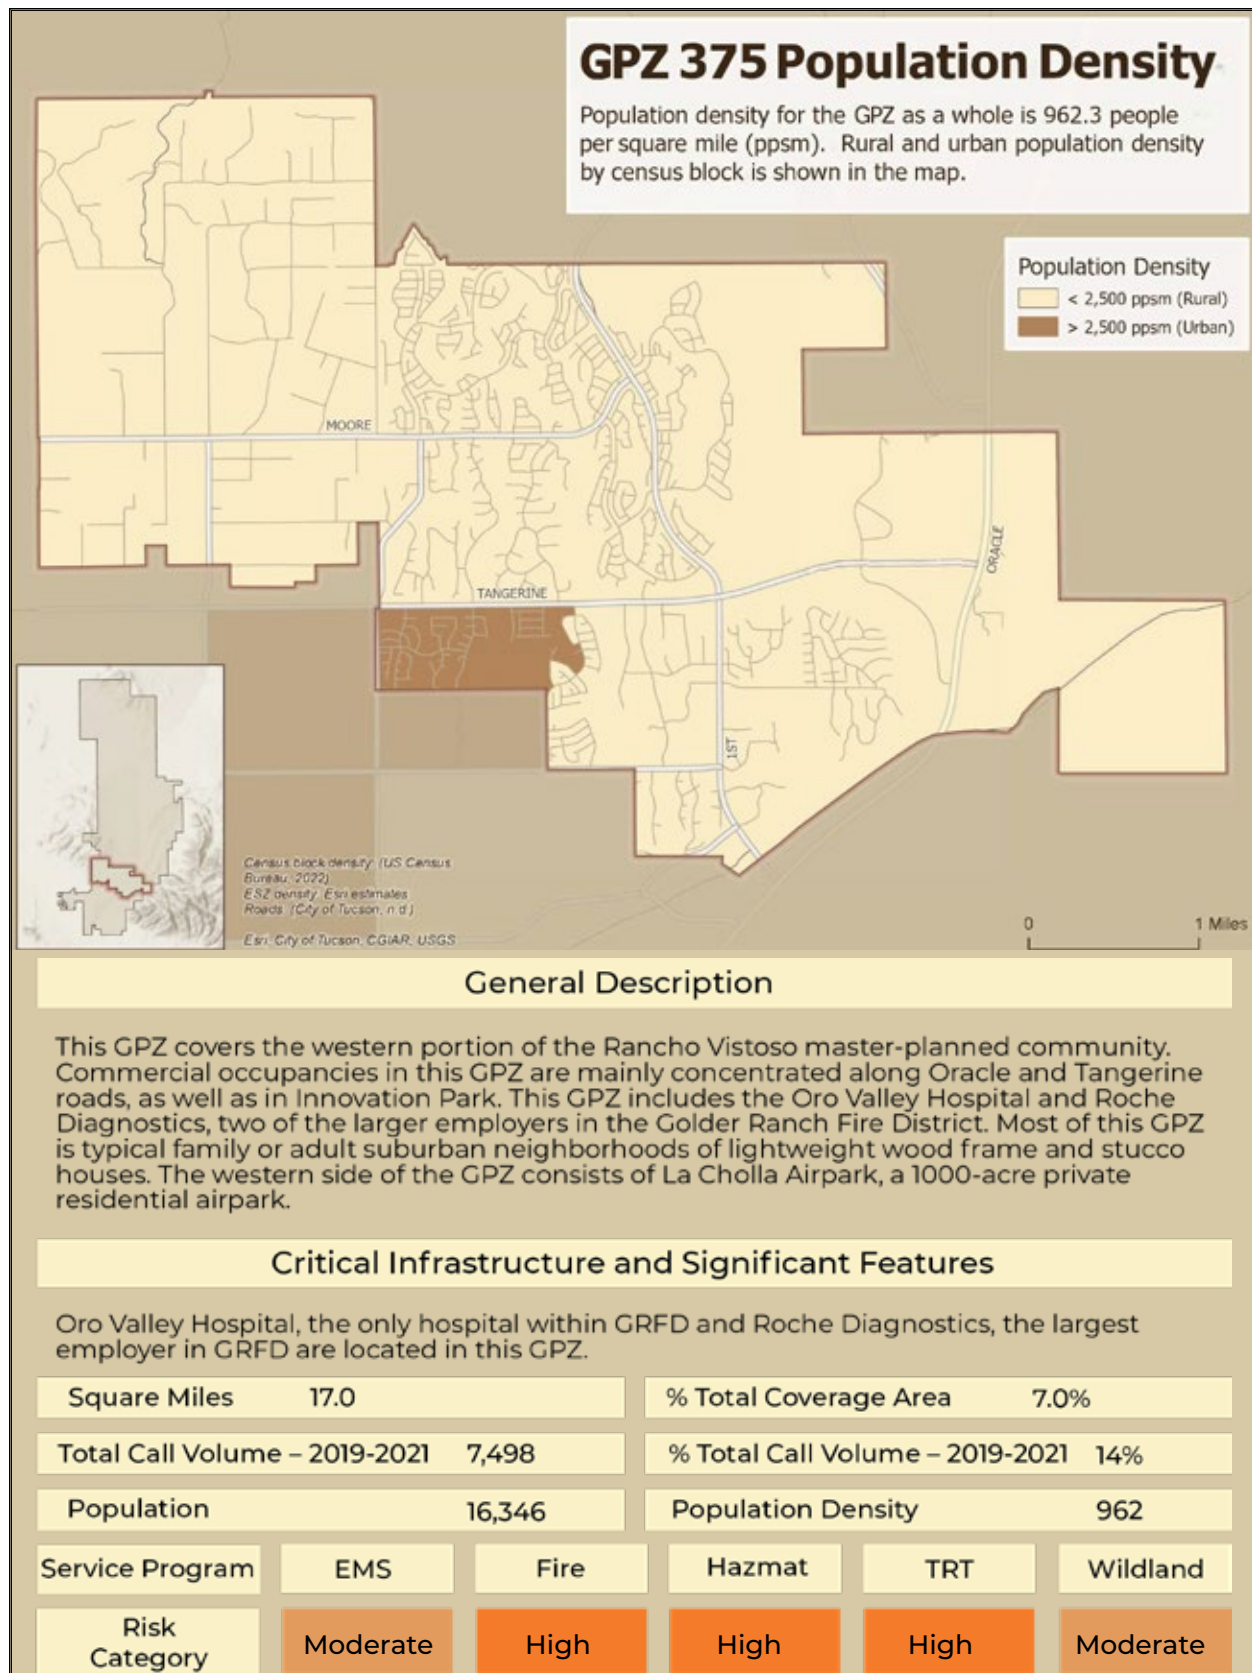 GPZ 375 Population Density
Population density for the GPZ as a whole is 962.3 people
per square mile (ppsm). Rural and urban population density
by census block is shown in the map.
Population Density
< 2,500 ppsm (Rural)
> 2,500 ppsm (Urban)
MOORE
ORACLE
TANGERINE
1ST
Census block density: (US Census
Bureau, 2022)
ESZ density: Esri estimates
Roads: (City of Tucson, n.d.)
Esri, City of Tucson, CGIAR, USGS
0 1 Miles
General Description
This GPZ covers the western portion of the Rancho Vistoso master-planned community.
Commercial occupancies in this GPZ are mainly concentrated along Oracle and Tangerine
roads, as well as in Innovation Park. This GPZ includes the Oro Valley Hospital and Roche
Diagnostics, two of the larger employers in the Golder Ranch Fire District. Most of this GPZ
is typical family or adult suburban neighborhoods of lightweight wood frame and stucco
houses. The western side of the GPZ consists of La Cholla Airpark, a 1000-acre private
residential airpark.
Critical Infrastructure and Significant Features
Oro Valley Hospital, the only hospital within GRFD and Roche Diagnostics, the largest
employer in GRFD are located in this GPZ.
Square Miles 17.0 % Total Coverage Area 7.0%
Total Call Volume – 2019-2021 7,498 % Total Call Volume – 2019-2021 14%
Population 16,346 Population Density 962
Service Program EMS Fire Hazmat TRT Wildland
Risk
Category Moderate High High High Moderate